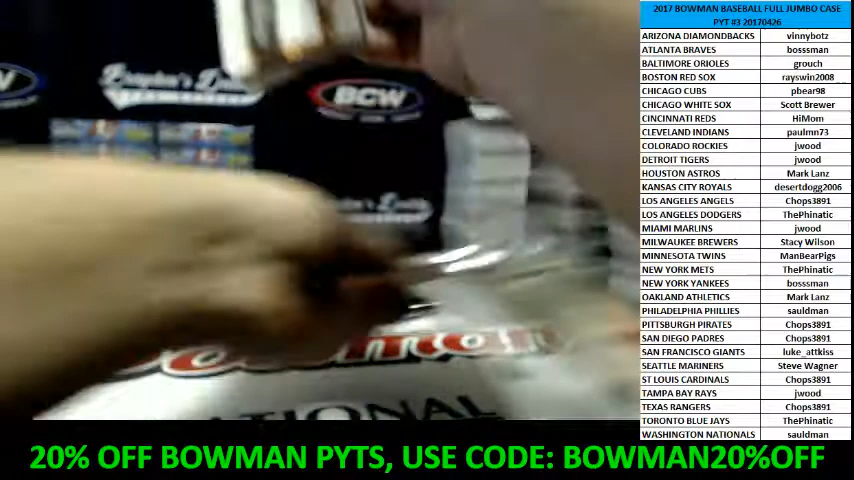 2017 BOWMAN BASEBALL FULL JUMBO CASE
PYT #3 20170426
ARIZONA DIAMONDBACKS vinnybotz
ATLANTA BRAVES bosssman
BALTIMORE ORIOLES grouch
BOSTON RED SOX rayswin2008
CHICAGO CUBS pbear98
CHICAGO WHITE SOX Scott Brewer
CINCINNATI REDS HiMom
CLEVELAND INDIANS paulmn73
COLORADO ROCKIES jwood
DETROIT TIGERS jwood
HOUSTON ASTROS Mark Lanz
KANSAS CITY ROYALS desertdogg2006
LOS ANGELES ANGELS Chops3891
LOS ANGELES DODGERS ThePhinatic
MIAMI MARLINS jwood
MILWAUKEE BREWERS Stacy Wilson
MINNESOTA TWINS ManBearPigs
NEW YORK METS ThePhinatic
NEW YORK YANKEES bosssman
OAKLAND ATHLETICS Mark Lanz
PHILADELPHIA PHILLIES sauldman
PITTSBURGH PIRATES Chops3891
SAN DIEGO PADRES Chops3891
SAN FRANCISCO GIANTS luke_attkiss
SEATTLE MARINERS Steve Wagner
ST LOUIS CARDINALS Chops3891
TAMPA BAY RAYS jwood
TEXAS RANGERS Chops3891
TORONTO BLUE JAYS ThePhinatic
WASHINGTON NATIONALS sauldman
BCW
20% OFF BOWMAN PYTS, USE CODE: BOWMAN20%OFF